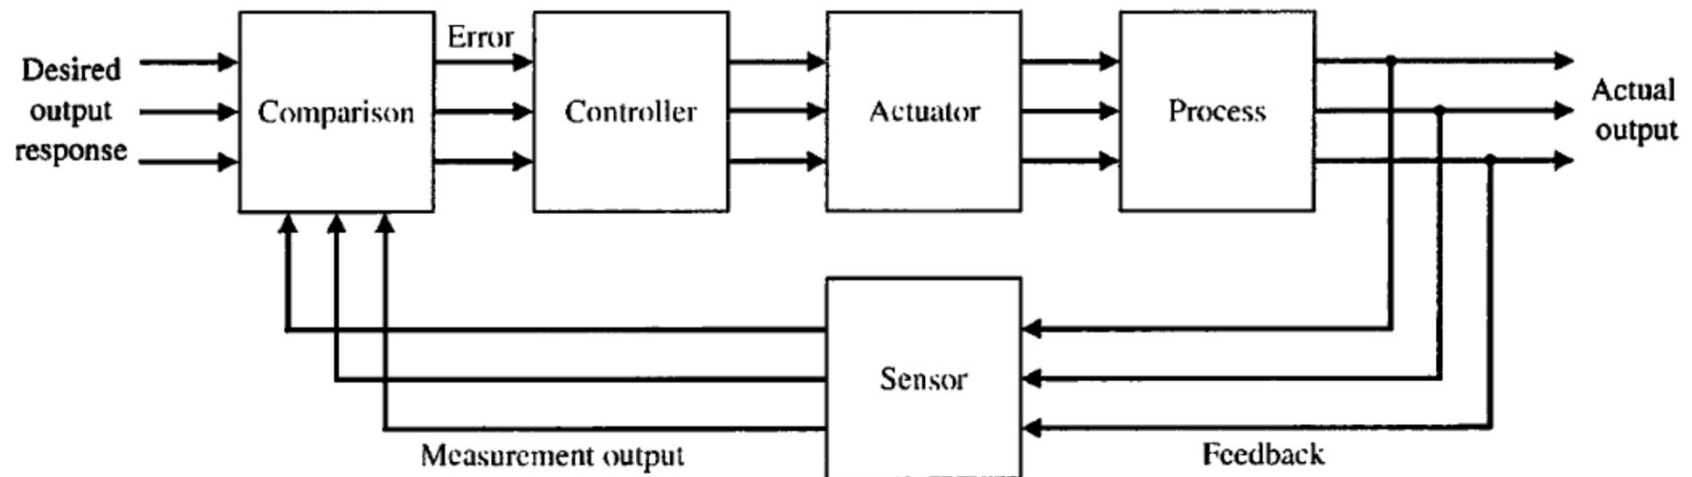 Desired
output
response
Comparison
Error
Controller
Actuator
Process
Actual
output
Sensor
Measurement output
Feedback